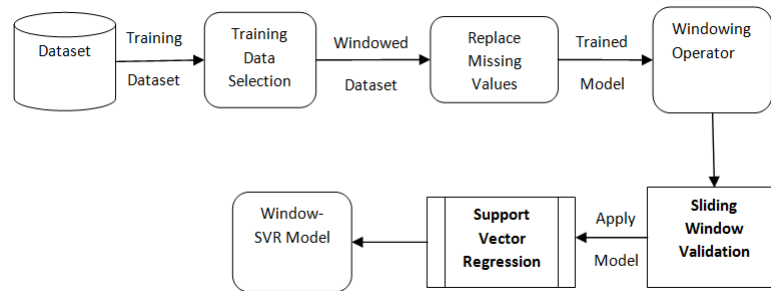 Dataset
Training
Dataset
Training
Data
Selection
Windowed
Dataset
Replace
Missing
Values
Trained
Model
Windowing
Operator
Sliding
Window
Validation
Apply
Model
Support
Vector
Regression
Window-
SVR Model